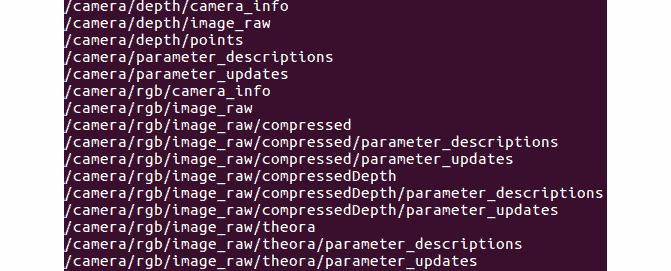 /camera/depth/camera_info
/camera/depth/image_raw
/camera/depth/points
/camera/parameter_descriptions
/camera/parameter_updates
/camera/rgb/camera_info
/camera/rgb/image_raw
/camera/rgb/image_raw/compressed
/camera/rgb/image_raw/compressed/parameter_descriptions
/camera/rgb/image_raw/compressed/parameter_updates
/camera/rgb/image_raw/compressedDepth
/camera/rgb/image_raw/compressedDepth/parameter_descriptions
/camera/rgb/image_raw/compressedDepth/parameter_updates
/camera/rgb/image_raw/theora
/camera/rgb/image_raw/theora/parameter_descriptions
/camera/rgb/image_raw/theora/parameter_updates